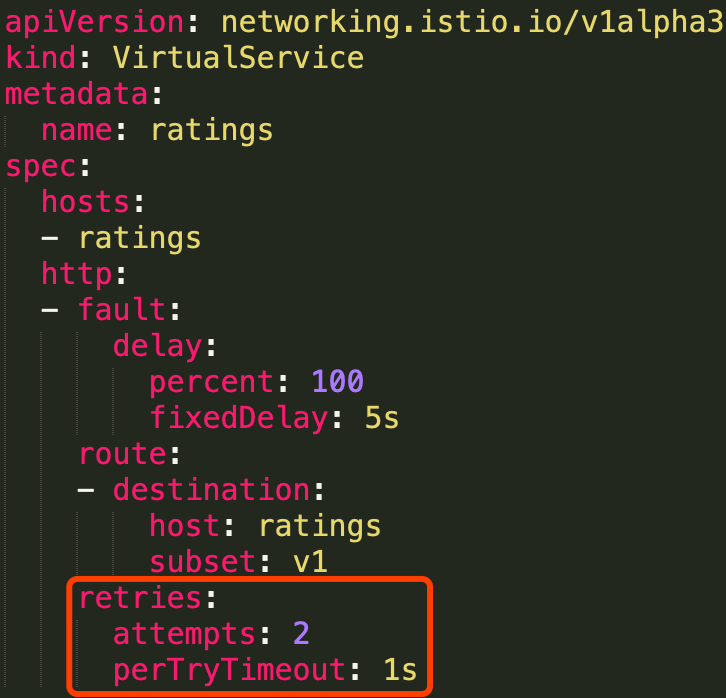 apiVersion: networking.istio.io/v1alpha3
kind: VirtualService
metadata:
  name: ratings
spec:
  hosts:
  - ratings
  http:
  - fault:
      delay:
        percent: 100
        fixedDelay: 5s
    route:
    - destination:
        host: ratings
        subset: v1
    retries:
      attempts: 2
      perTryTimeout: 1s